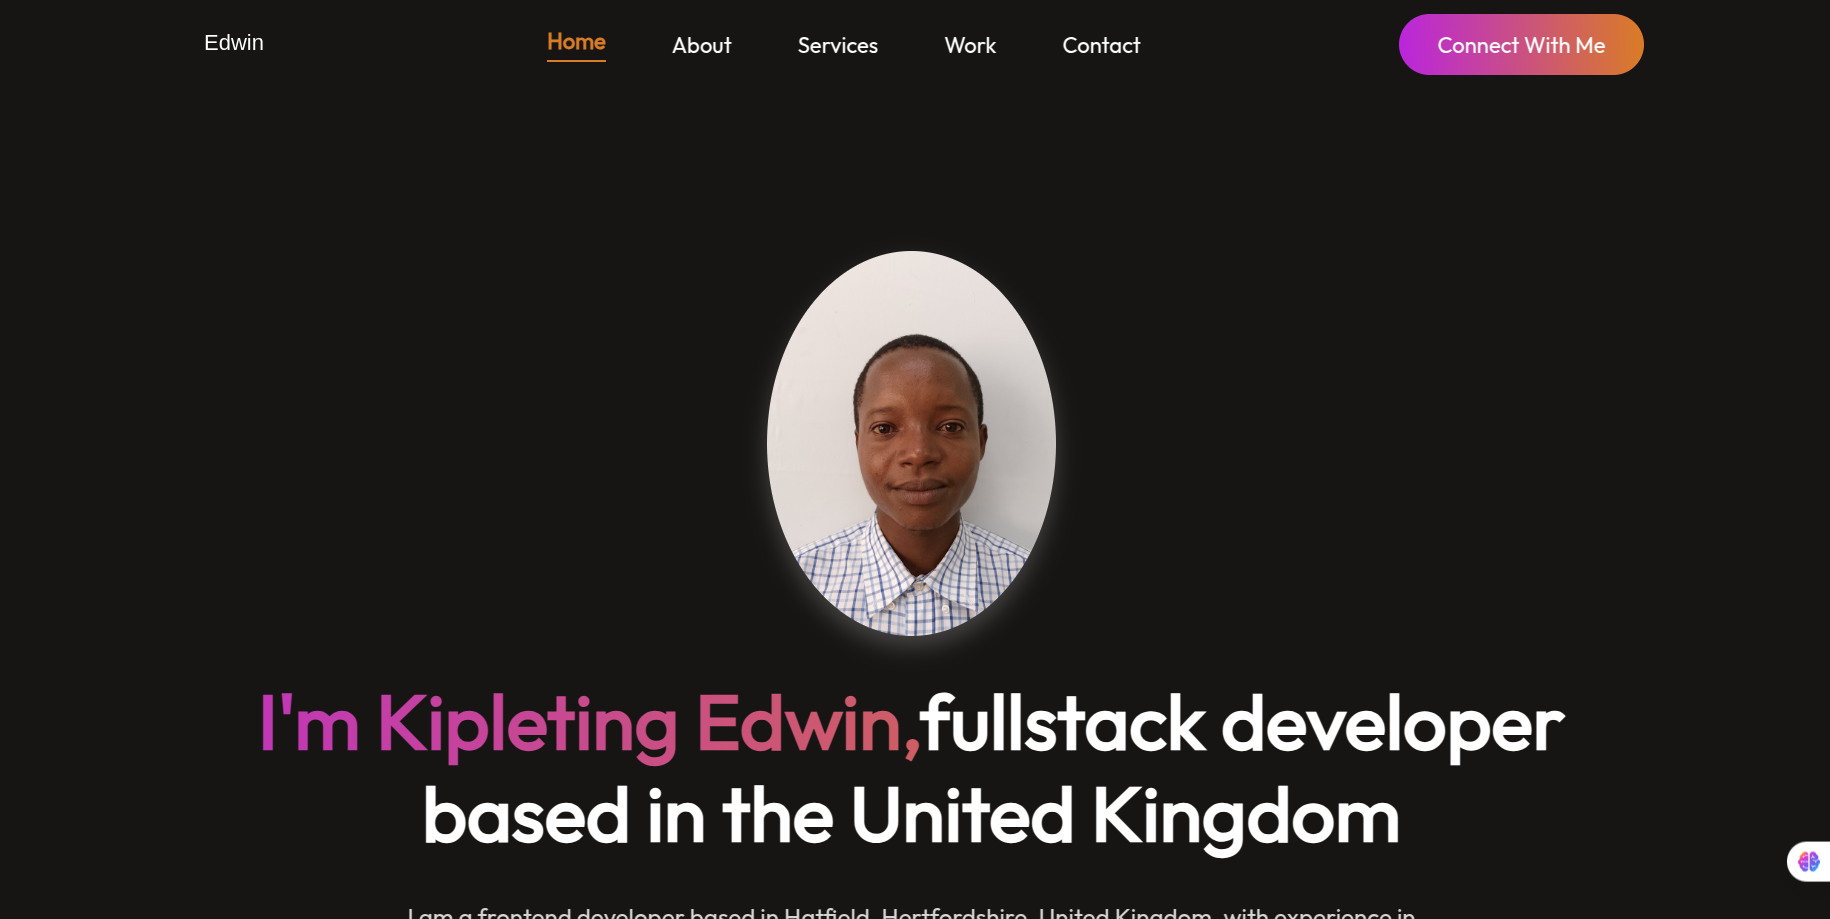 Edwin
Home
About
Services
Work
Contact
Connect With Me
I'm Kipleting Edwin,fullstack developer
based in the United Kingdom
I am a frontend developer based in Hatfield, Hertfordshire, United Kingdom, with experience in